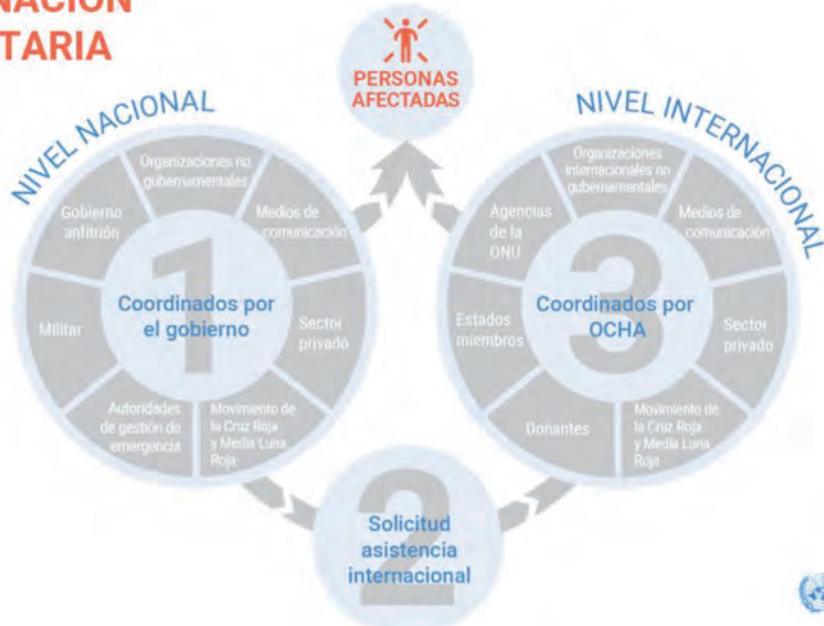 NACIÓN
TARIA
PERSONAS
AFECTADAS
NIVEL NACIONAL
Organizaciones no
gubernamentales
Gobierno
anfitrión
Medios de
comunicación
Militar
1
Coordinados por
el gobierno
Sector
privado
Autoridades
de gestión de
emergencia
Movimiento de
la Cruz Roja
y Media Luna
Roja
2
Solicitud
asistencia
internacional
NIVEL INTERNACIONAL
Organizaciones
internacionales no
gubernamentales
Agencias
de la
ONU
Medios de
comunicación
Estados
miembros
3
Coordinados por
OCHA
Sector
privado
Donantes
Movimiento de
la Cruz Roja
y Media Luna
Roja